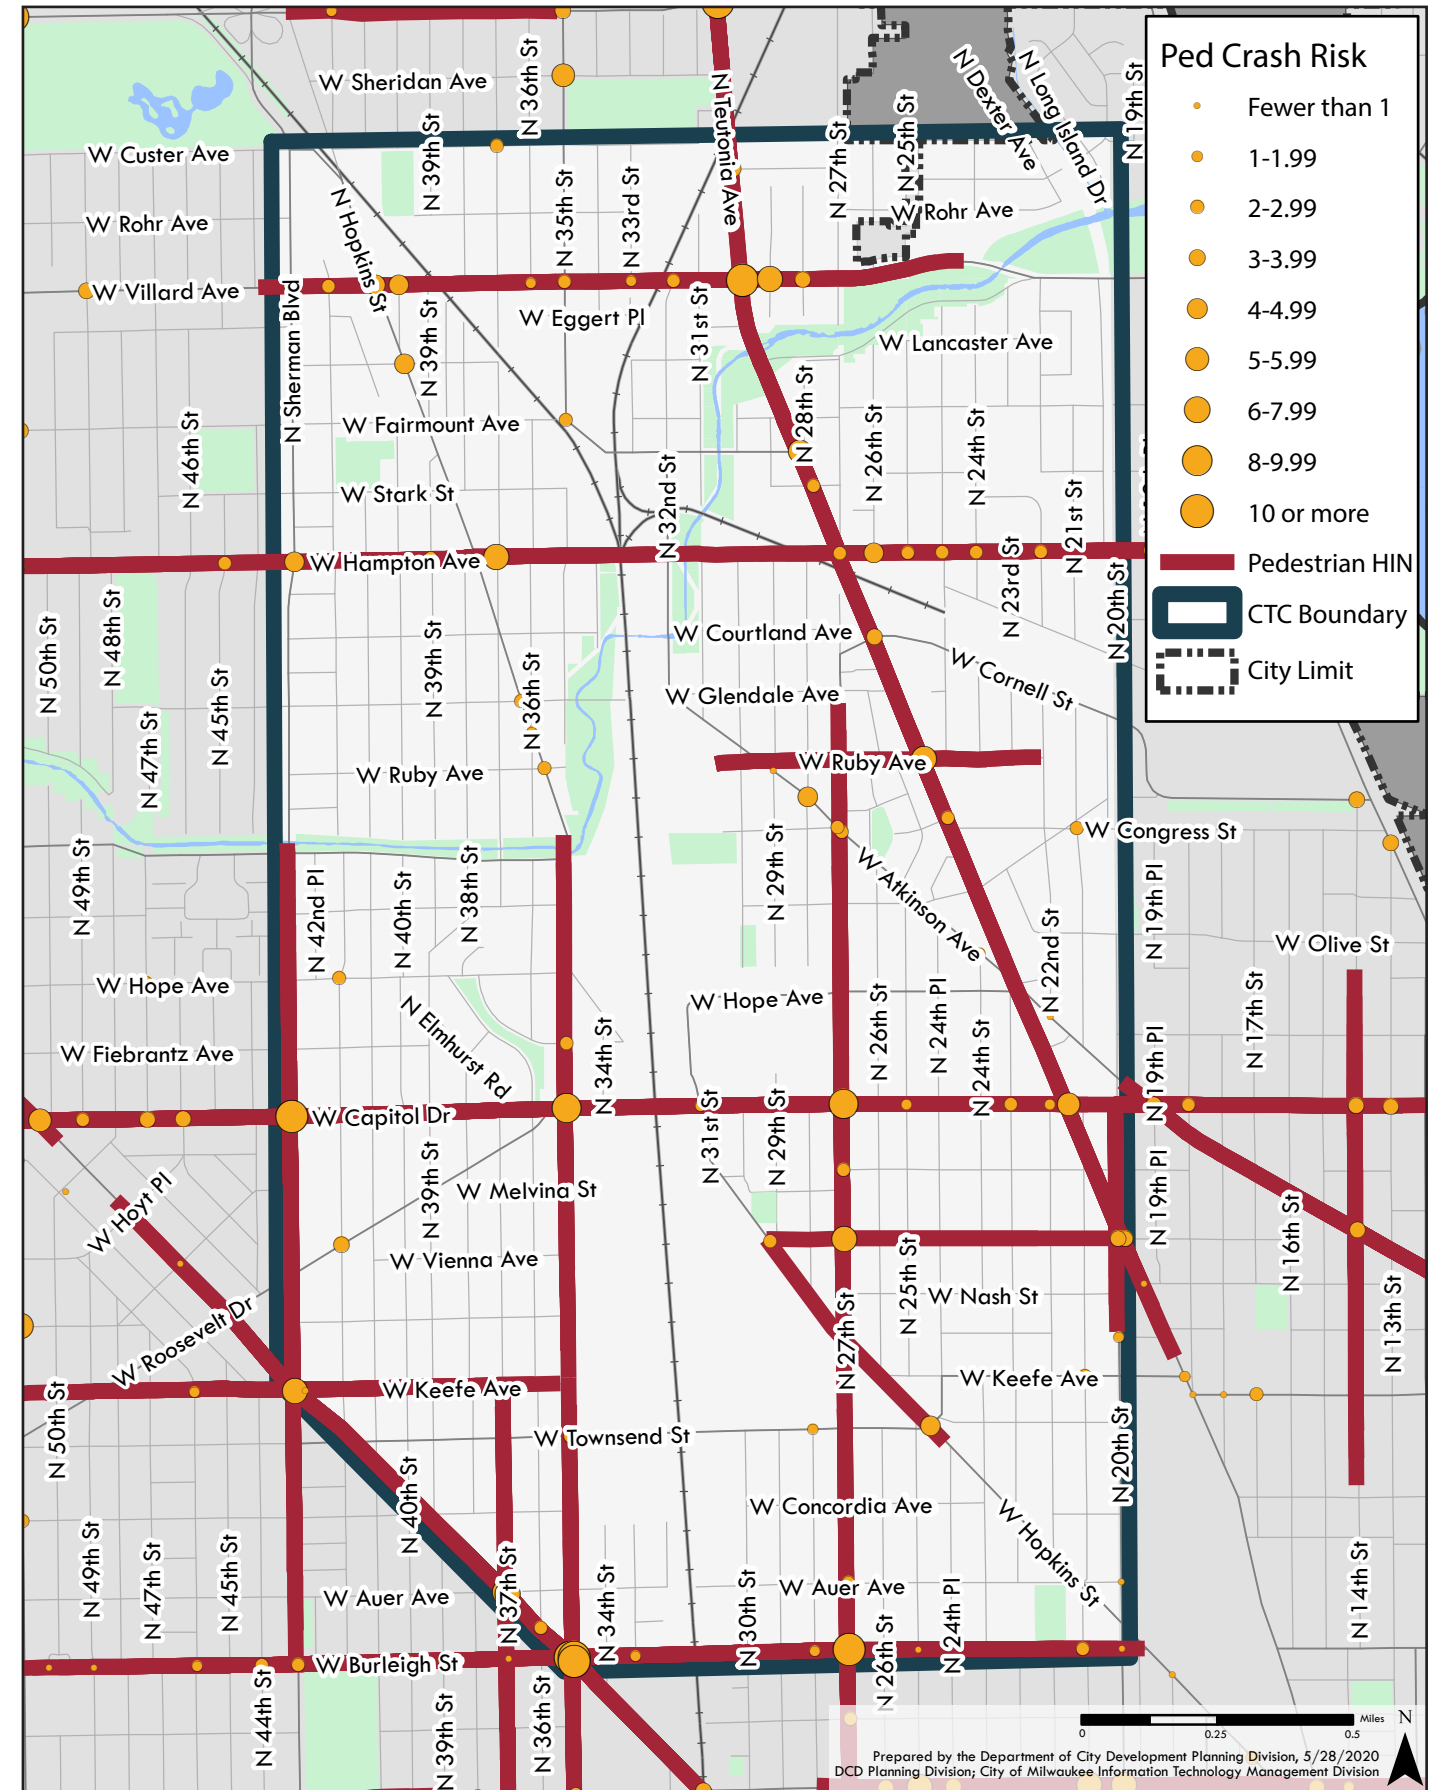 Ped Crash Risk
Fewer than 1
1-1.99
2-2.99
3-3.99
4-4.99
5-5.99
6-7.99
8-9.99
10 or more
Pedestrian HIN
CTC Boundary
City Limit
W Sheridan Ave
N 36th St
N Teutonia Ave
N Dexter Ave
N Long Island Dr
N 19th St
W Custer Ave
N 39th St
N 27th St
N 25th St
W Rohr Ave
N Hopkins St
N 35th St
N 33rd St
W Rohr Ave
W Villard Ave
N Sherman Blvd
W Eggert Pl
N 31st St
N 39th St
W Lancaster Ave
N 46th St
W Fairmount Ave
N 28th St
N 26th St
N 24th St
W Stark St
N 32nd St
N 21st St
W Hampton Ave
N 23rd St
N 20th St
N 50th St
N 48th St
N 45th St
N 39th St
N 36th St
W Courtland Ave
W Cornell St
W Glendale Ave
N 47th St
W Ruby Ave
W Ruby Ave
W Congress St
N 49th St
N 42nd Pl
N 40th St
N 38th St
N 29th St
W Atkinson Ave
N 22nd St
N 19th Pl
W Olive St
W Hope Ave
W Hope Ave
N 26th St
N 24th Pl
N 17th St
W Fiebrantz Ave
N Elmhurst Rd
N 34th St
N 24th St
N 19th Pl
W Capitol Dr
N 31st St
N 29th St
W Hoyt Pl
N 39th St
W Melvina St
N 19th Pl
N 16th St
W Vienna Ave
N 25th St
W Nash St
W Roosevelt Dr
N 27th St
N 13th St
N 50th St
W Keefe Ave
W Keefe Ave
N 20th St
W Townsend St
N 40th St
W Concordia Ave
W Hopkins St
N 49th St
N 47th St
N 45th St
W Auer Ave
N 37th St
N 34th St
N 30th St
W Auer Ave
N 24th Pl
N 14th St
W Burleigh St
N 44th St
N 39th St
N 36th St
N 26th St
Miles
N
0
0.25
0.5
Prepared by the Department of City Development Planning Division, 5/28/2020
DCD Planning Division; City of Milwaukee Information Technology Management Division